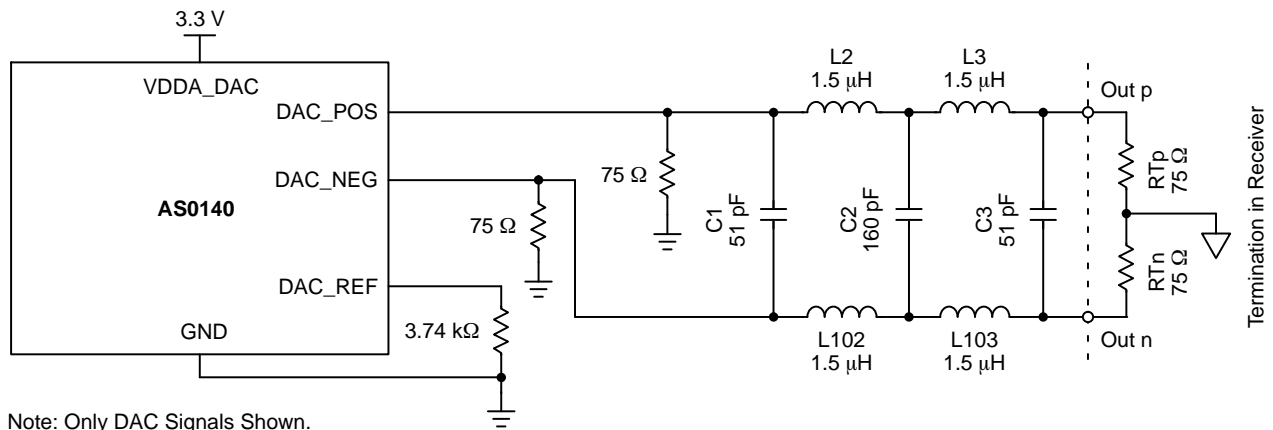 3.3 V
VDDA_DAC
DAC_POS
DAC_NEG
AS0140
DAC_REF
GND
75 Ω
75 Ω
3.74 kΩ
L2
1.5 μH
L3
1.5 μH
C1
51 pF
C2
160 pF
C3
51 pF
L102
1.5 μH
L103
1.5 μH
Out p
RTp
75 Ω
RTn
75 Ω
Out n
Termination in Receiver
Note: Only DAC Signals Shown.